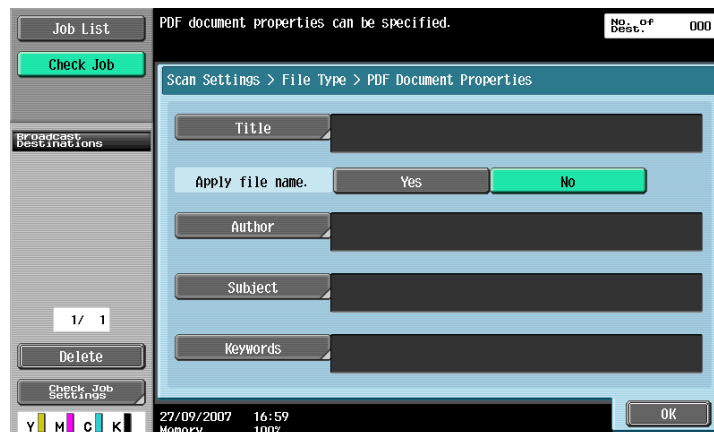 Job List
PDF document properties can be specified.
No. of
Dest.
000
Check Job
Scan Settings > File Type > PDF Document Properties
Broadcast
Destinations
Title
Apply file name.
Yes
No
Author
Subject
1/ 1
Keywords
Delete
Check Job
Settings
OK
27/09/2007 16:59
Y M C K
Memory 100%